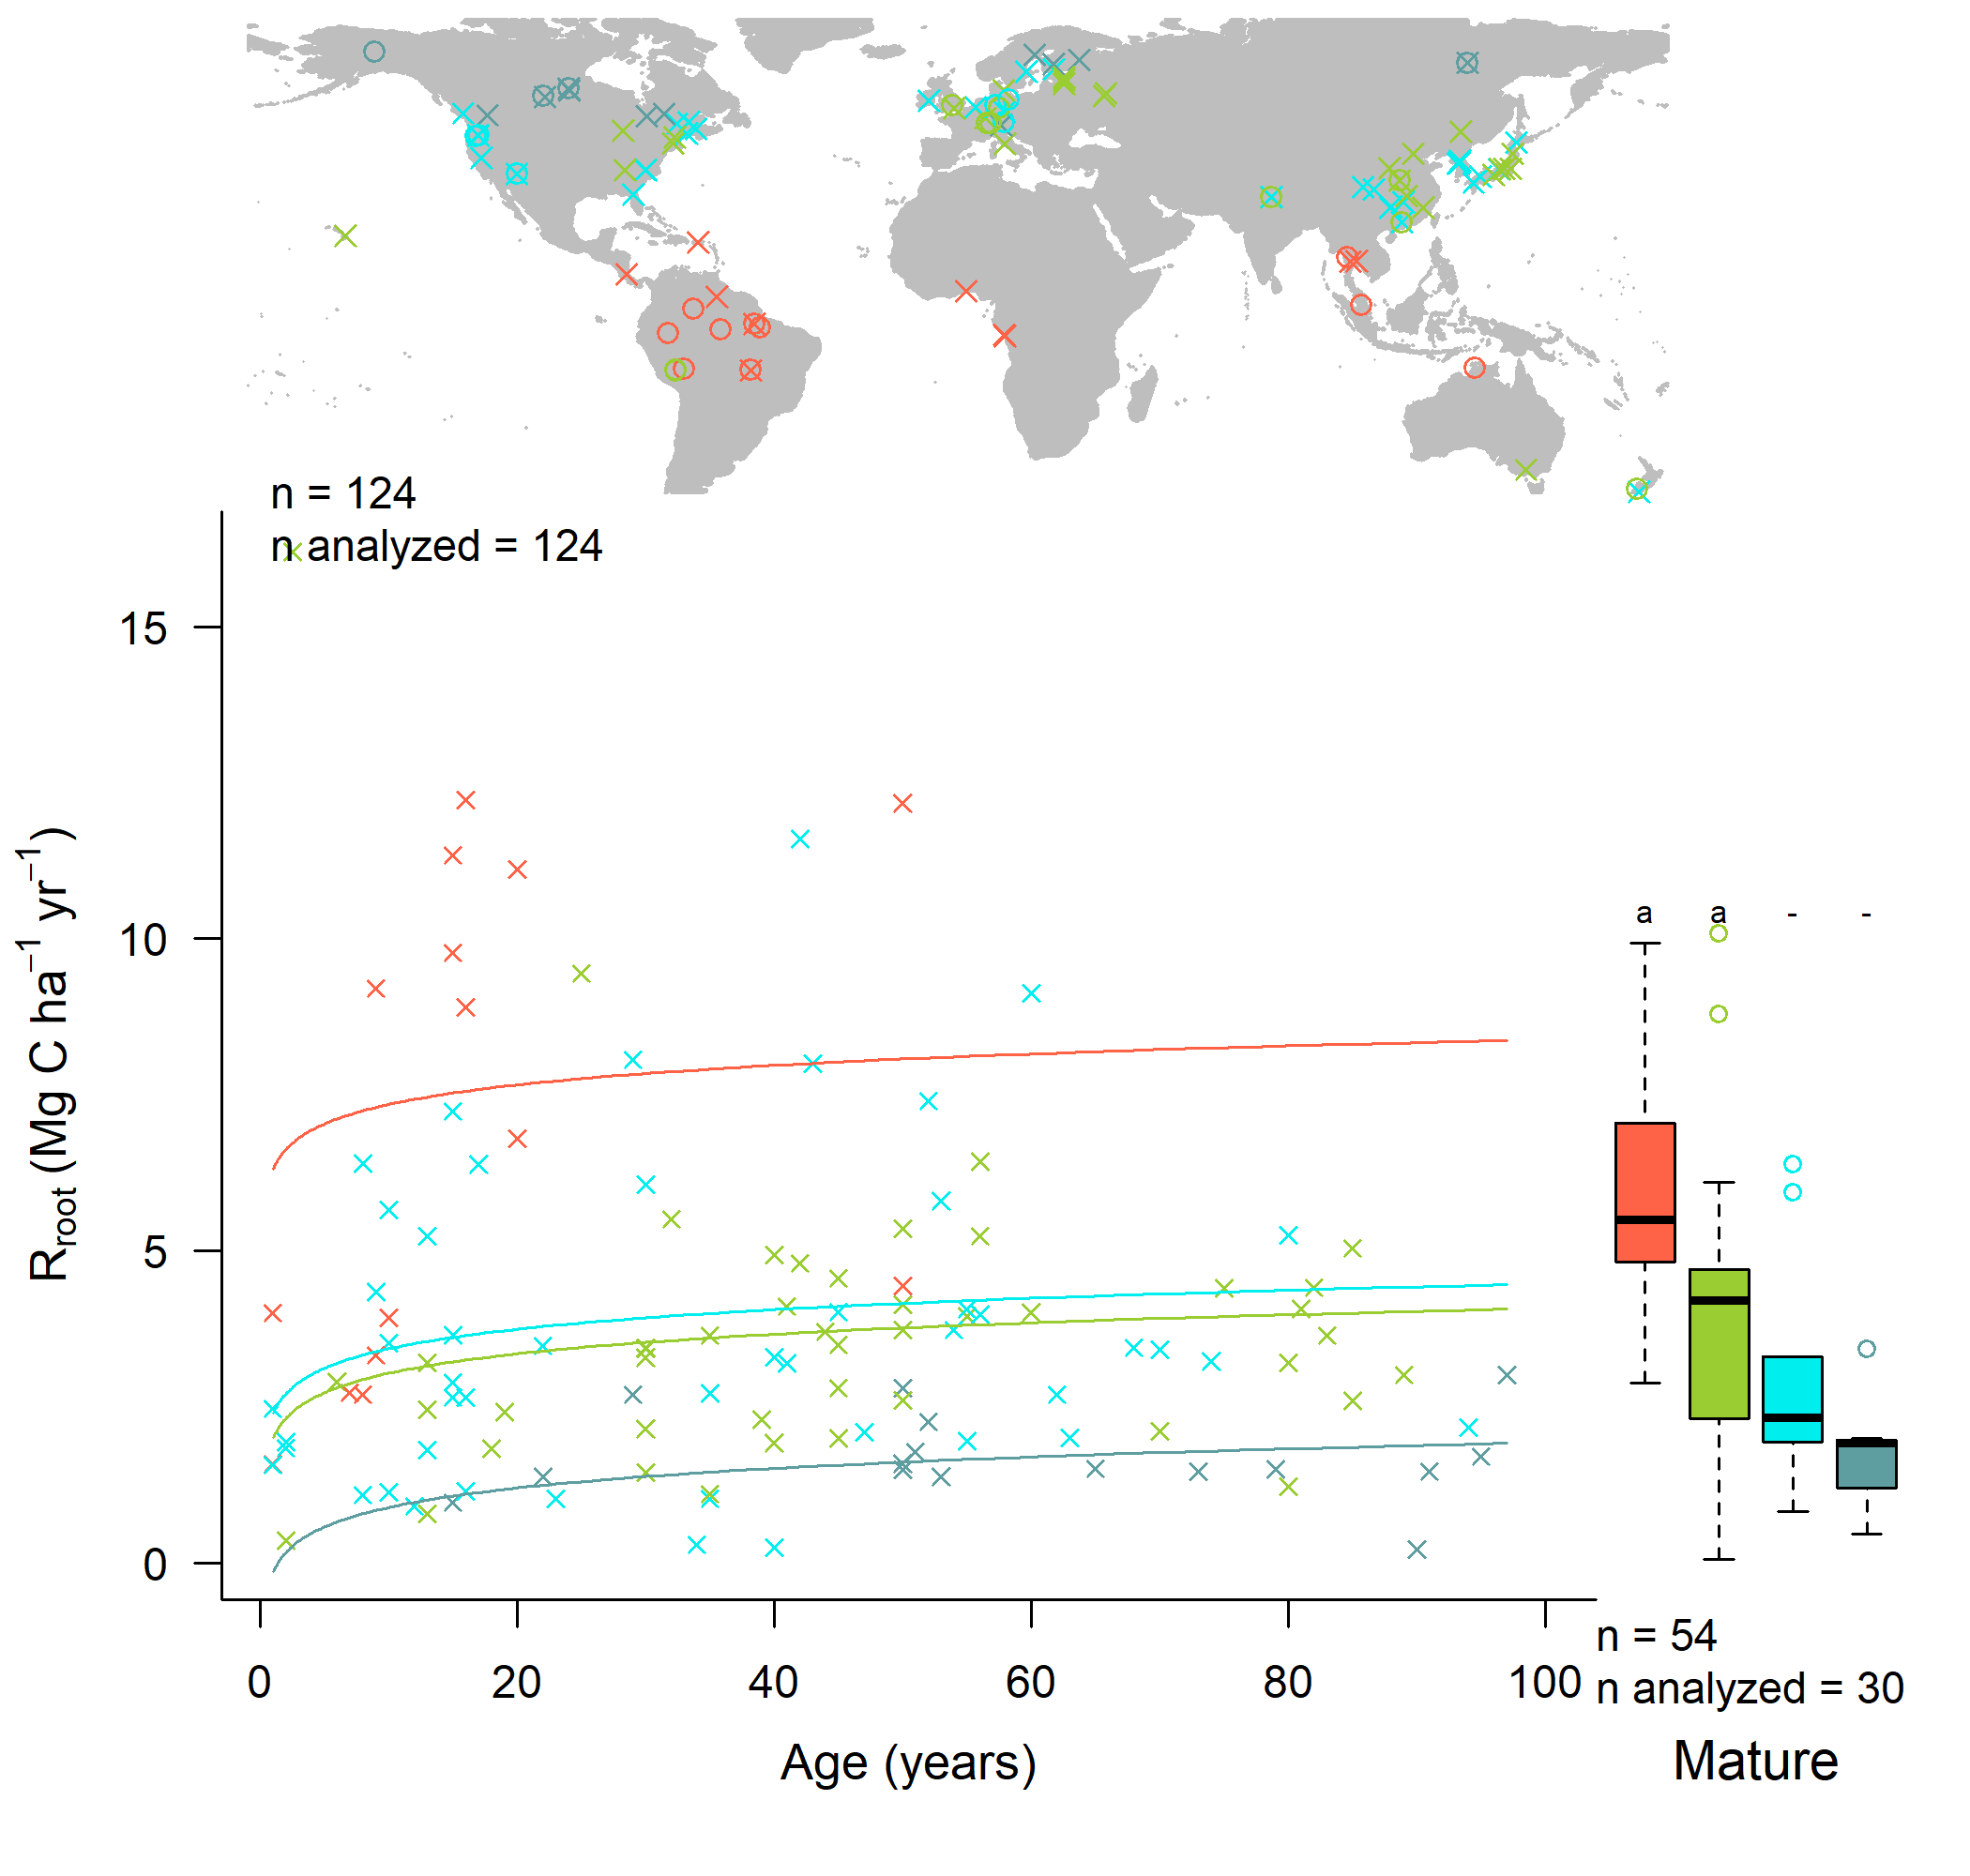 n = 124
n analyzed = 124
15
10
5
0
R root (Mg C ha−1 yr−1)
a a - -
0 20 40 60 80 100
Age (years)
n = 54
n analyzed = 30
Mature